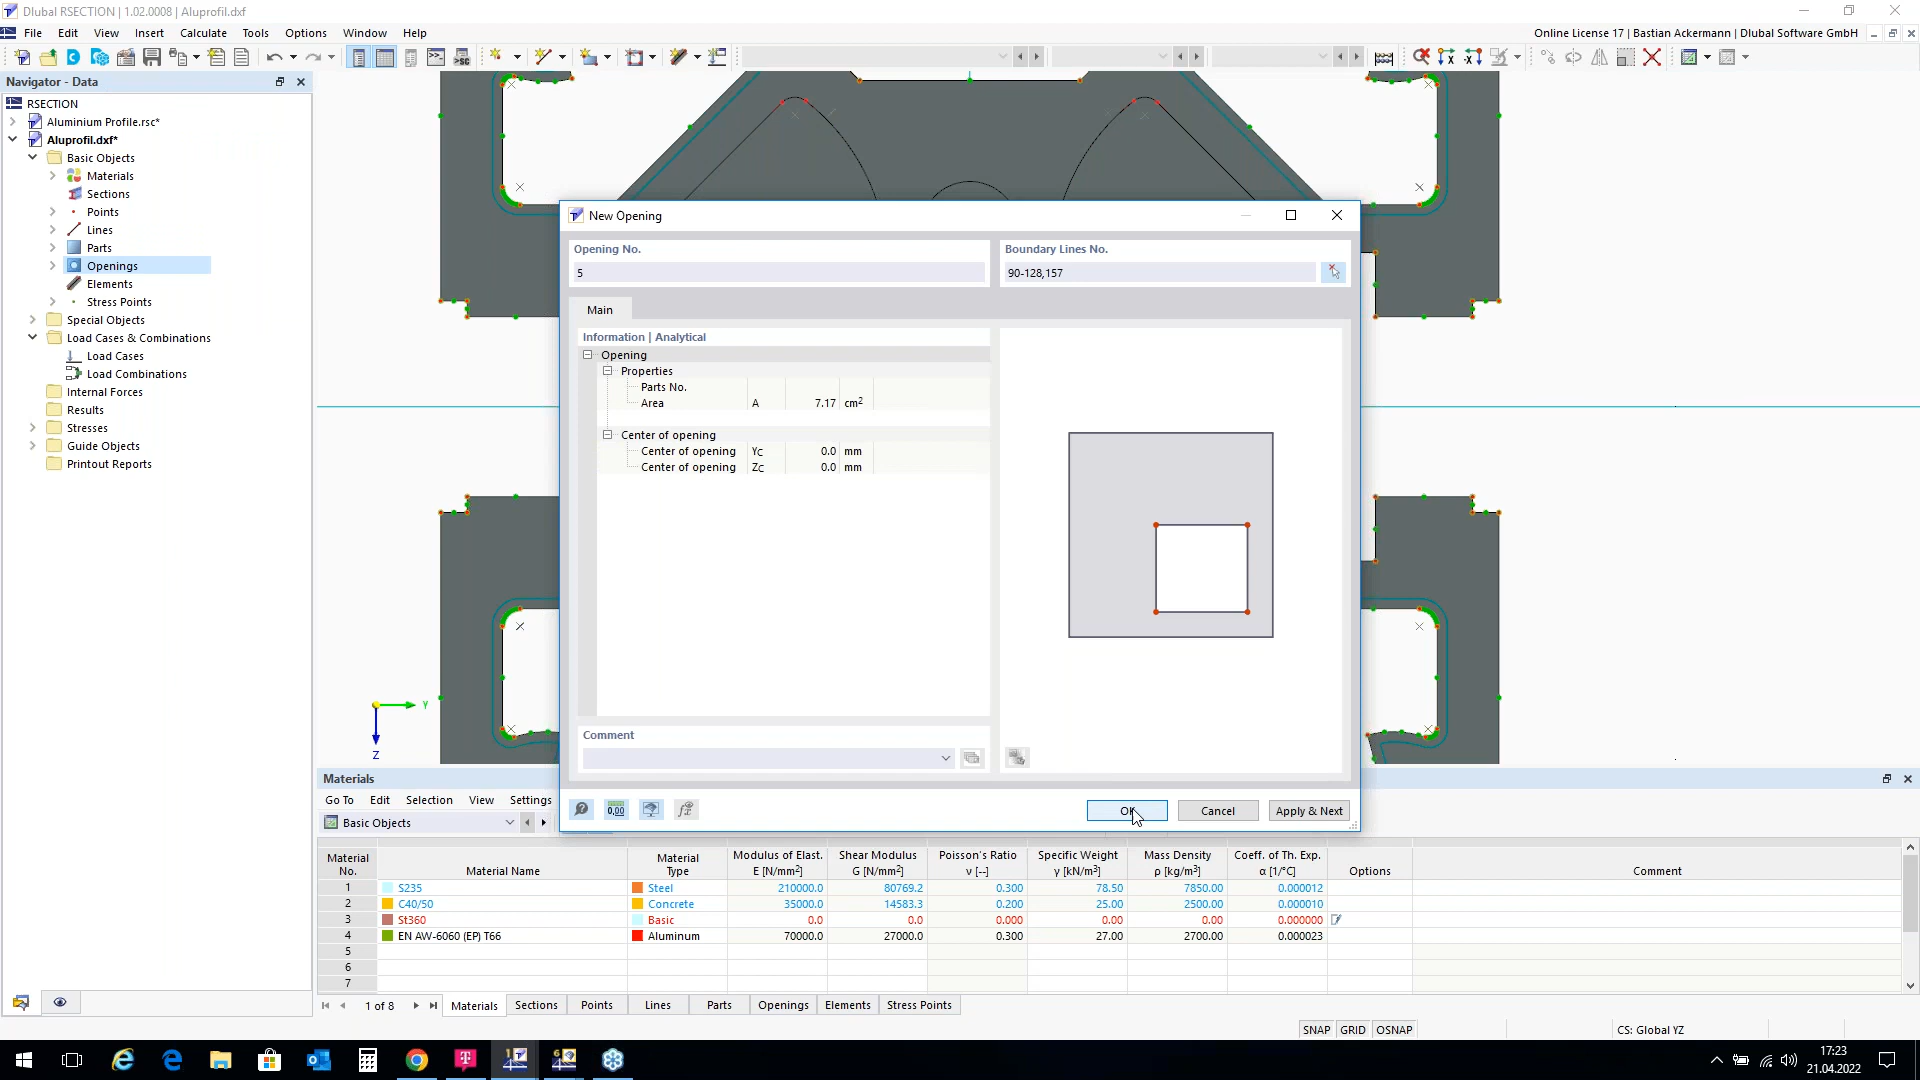 Dlubal RSECTION | 1.02.0008 | Aluprofil.dxf
File Edit View Insert Calculate Tools Options Window Help
Online License 17 | Bastian Ackermann | Dlubal Software GmbH
Navigator - Data
RSECTION
Aluminium Profile.rsc*
Aluprofil.dxf*
Basic Objects
Materials
Sections
Points
Lines
Parts
Openings
Elements
Stress Points
Special Objects
Load Cases & Combinations
Load Cases
Load Combinations
Internal Forces
Results
Stresses
Guide Objects
Printout Reports
Y
Z
New Opening
Opening No.
5
Boundary Lines No.
90-128,157
Main
Information | Analytical
Opening
Properties
Parts No.
Area A 7.17 cm2
Center of opening
Center of opening YC 0.0 mm
Center of opening ZC 0.0 mm
Comment
OK
Cancel
Apply & Next
Materials
Go To Edit Selection View Settings
Basic Objects
Material No. Material Name Material Type Modulus of Elast. E [N/mm2] Shear Modulus G [N/mm2] Poisson's Ratio ν [--] Specific Weight γ [kN/m3] Mass Density ρ [kg/m3] Coeff. of Th. Exp. α [1/°C] Options Comment
1 S235 Steel 210000.0 80769.2 0.300 78.50 7850.00 0.000012
2 C40/50 Concrete 35000.0 14583.3 0.200 25.00 2500.00 0.000010
3 St360 Basic 0.0 0.0 0.000 0.00 0.00 0.000000
4 EN AW-6060 (EP) T66 Aluminum 70000.0 27000.0 0.300 27.00 2700.00 0.000023
5
6
7
1 of 8 Materials Sections Points Lines Parts Openings Elements Stress Points
SNAP GRID OSNAP CS: Global YZ
17:23
21.04.2022